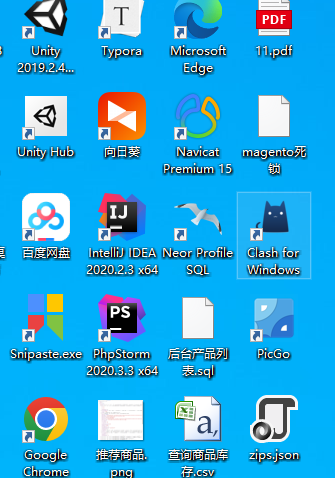 T
PDF
Unity
2019.2.4...
Typora
Microsoft
Edge
11.pdf
Unity Hub
向日葵
Navicat
Premium 15
magento死
锁
百度网盘
IJ
IntelliJ IDEA
2020.2.3 x64
Neor Profile
SQL
Clash for
Windows
Snipaste.exe
PS
PhpStorm
2020.3.3 x64
后台产品列
表.sql
PicGo
Google
Chrome
推荐商品.
png
a,
查询商品库
存.csv
zips.json